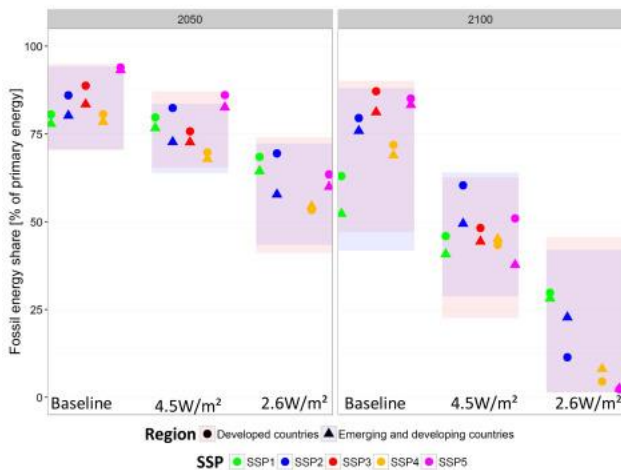 2050 2100
Fossil energy share [% of primary energy]
100
75
50
25
0
Baseline 4.5W/m² 2.6W/m² Baseline 4.5W/m² 2.6W/m²
Region Developed countries Emerging and developing countries
SSP SSP1 SSP2 SSP3 SSP4 SSP5